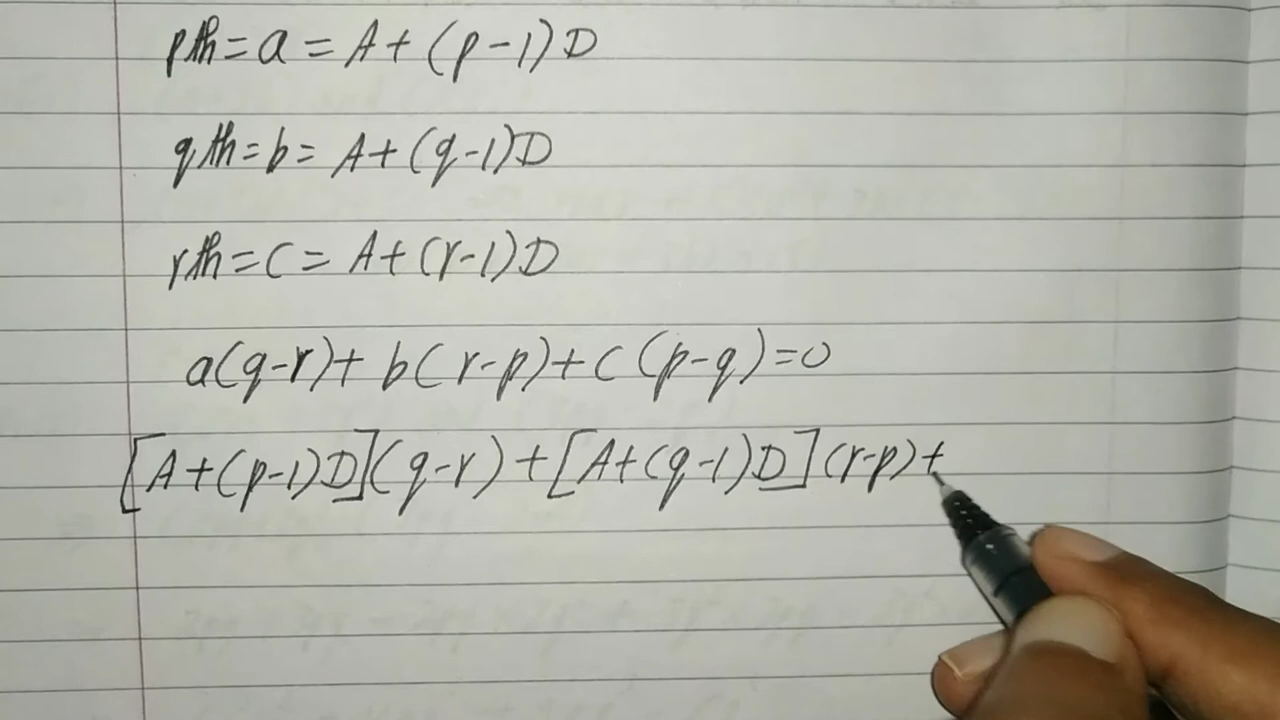 pth = a = A + (p-1) D
qth = b = A + (q-1)D
rth = c = A + (r-1)D
a(q-r) + b(r-p) + c(p-q) = 0
[A + (p-1) D](q-r) + [A + (q-1) D] (r-p) +